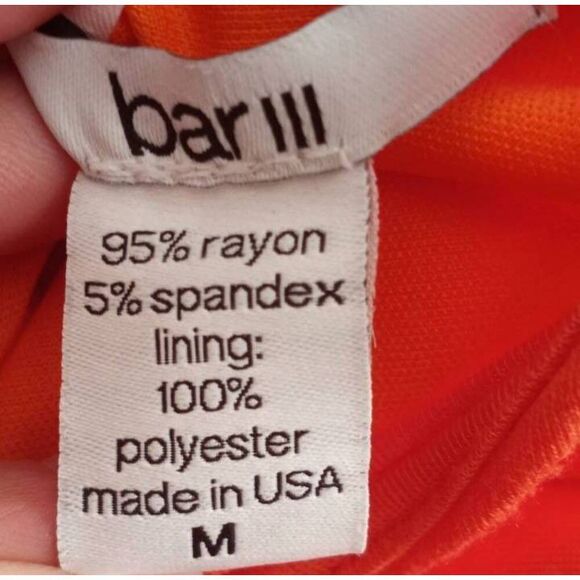 bar III
95% rayon
5% spandex
lining:
100%
polyester
made in USA
M